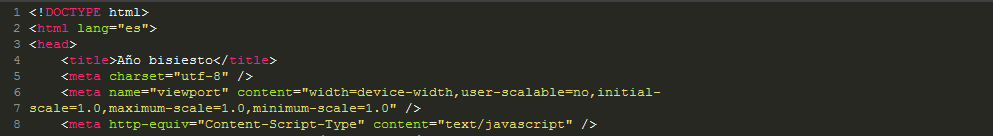 1 <!DOCTYPE html>
2 <html lang="es">
3 <head>
4 <title>Año bisiesto</title>
5 <meta charset="utf-8" />
6 <meta name="viewport" content="width=device-width,user-scalable=no,initial-
7 scale=1.0,maximum-scale=1.0,minimum-scale=1.0" />
8 <meta http-equiv="Content-Script-Type" content="text/javascript" />